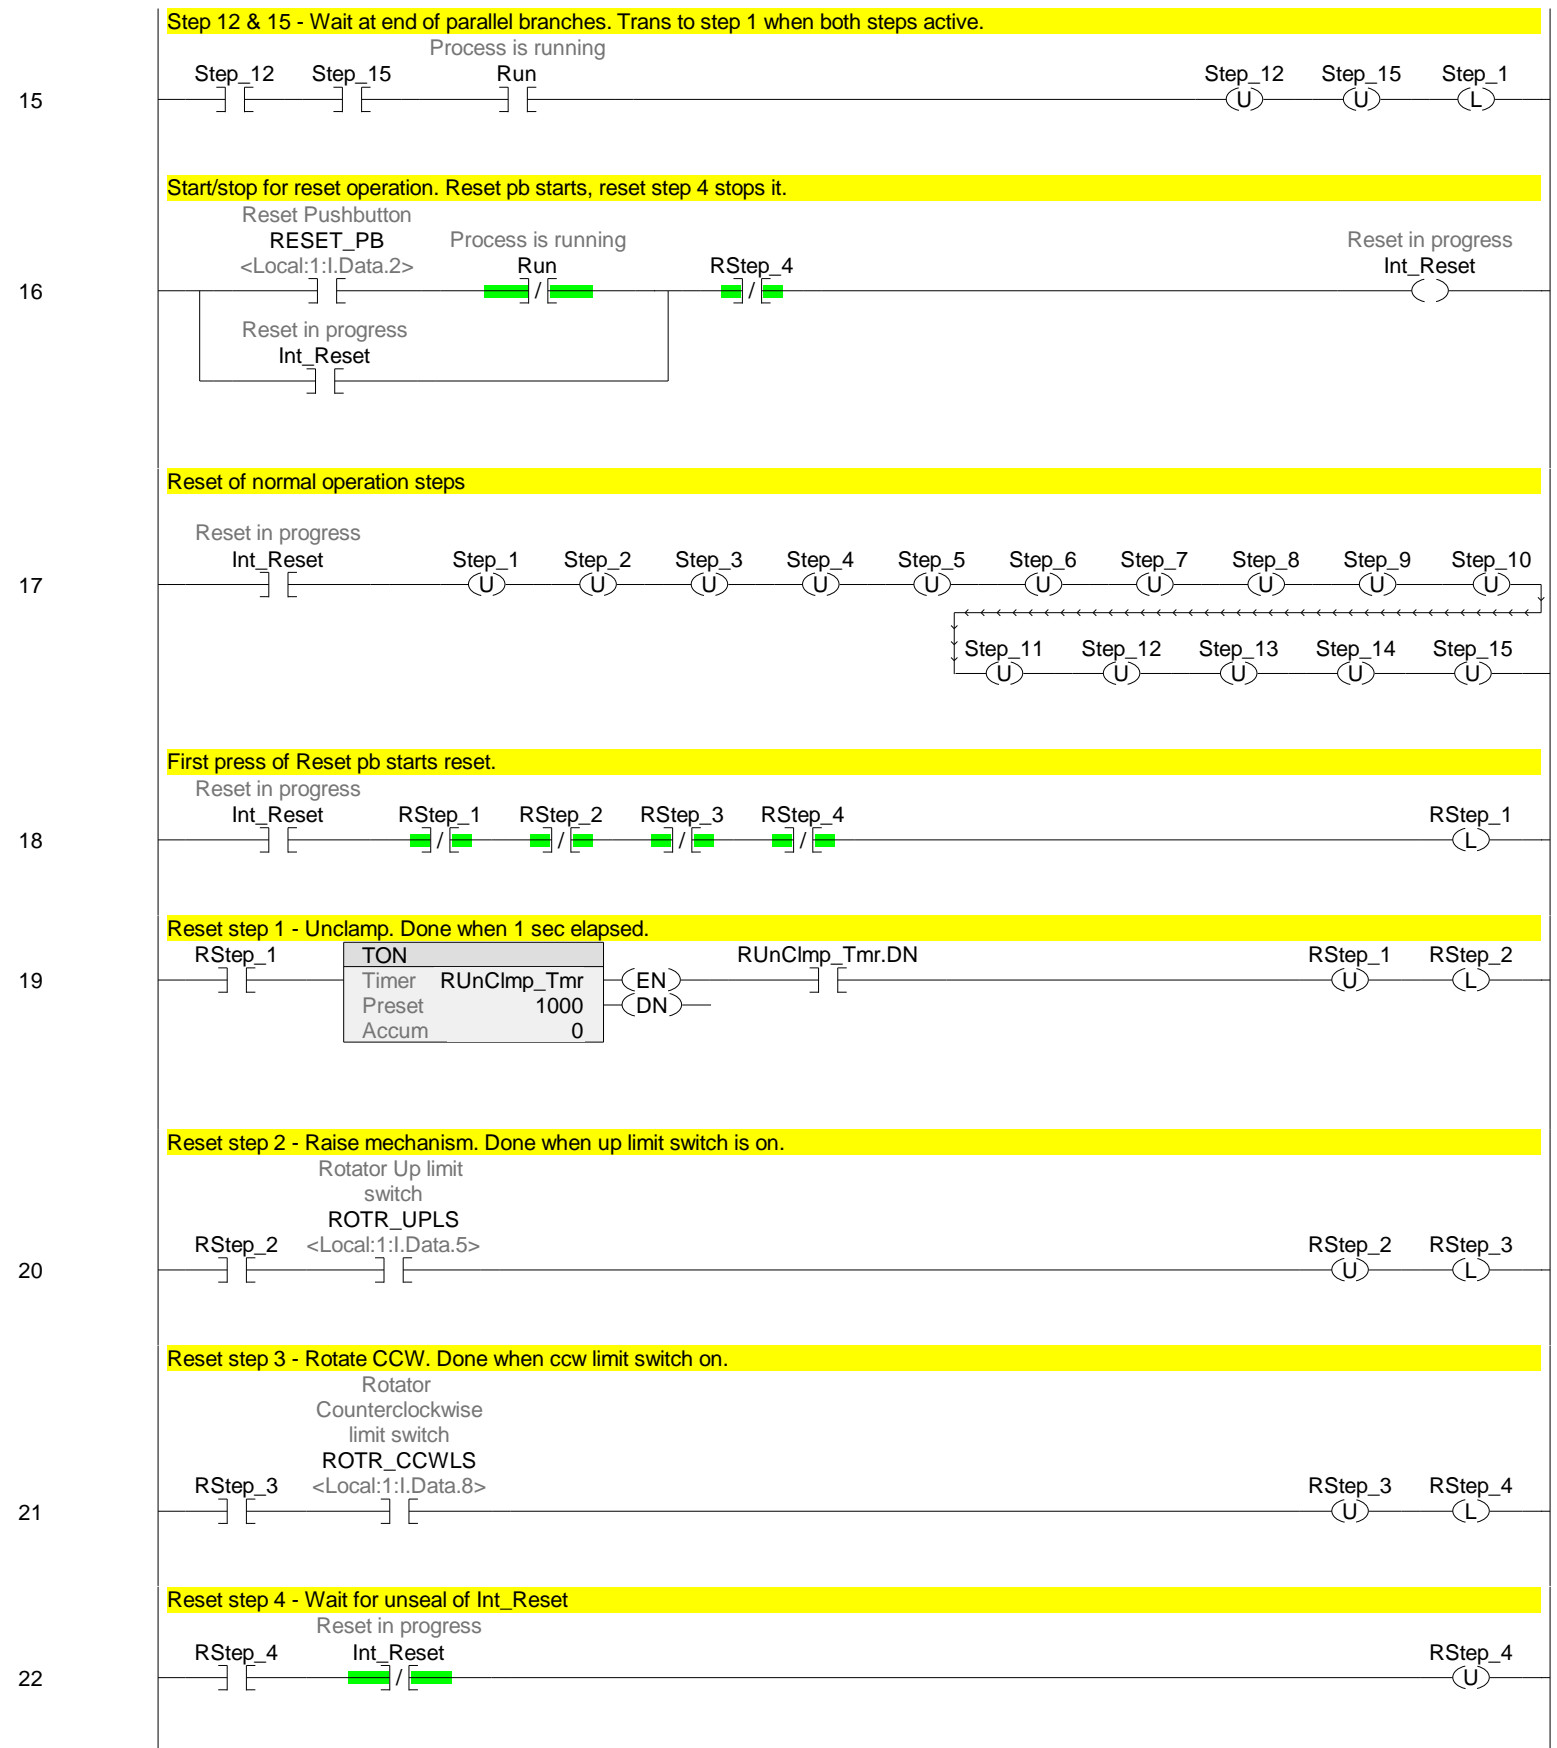 Step 12 & 15 - Wait at end of parallel branches. Trans to step 1 when both steps active.
Process is running
Step_12 Step_15 Run Step_12 Step_15 Step_1
15 U U L
Start/stop for reset operation. Reset pb starts, reset step 4 stops it.
Reset Pushbutton
RESET_PB Process is running Reset in progress
<Local:1:I.Data.2> Run RStep_4 Int_Reset
16 / /
Reset in progress
Int_Reset
Reset of normal operation steps
Reset in progress
Int_Reset Step_1 Step_2 Step_3 Step_4 Step_5 Step_6 Step_7 Step_8 Step_9 Step_10
17 U U U U U U U U U U
Step_11 Step_12 Step_13 Step_14 Step_15
U U U U U
First press of Reset pb starts reset.
Reset in progress
Int_Reset RStep_1 RStep_2 RStep_3 RStep_4 RStep_1
18 / / / / L
Reset step 1 - Unclamp. Done when 1 sec elapsed.
RStep_1 TON RUnClmp_Tmr.DN RStep_1 RStep_2
19 Timer RUnClmp_Tmr EN U L
Preset 1000 DN
Accum 0
Reset step 2 - Raise mechanism. Done when up limit switch is on.
Rotator Up limit
switch
ROTR_UPLS
RStep_2 <Local:1:I.Data.5> RStep_2 RStep_3
20 U L
Reset step 3 - Rotate CCW. Done when ccw limit switch on.
Rotator
Counterclockwise
limit switch
ROTR_CCWLS
RStep_3 <Local:1:I.Data.8> RStep_3 RStep_4
21 U L
Reset step 4 - Wait for unseal of Int_Reset
Reset in progress
RStep_4 Int_Reset RStep_4
22 / U